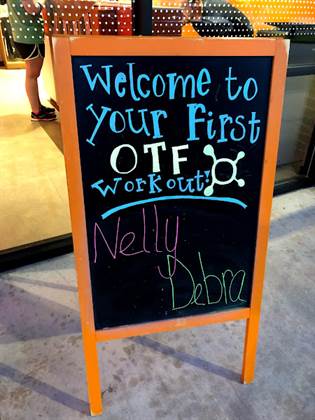 Welcome to
your First
OTF
workout!
Nelly
Debra